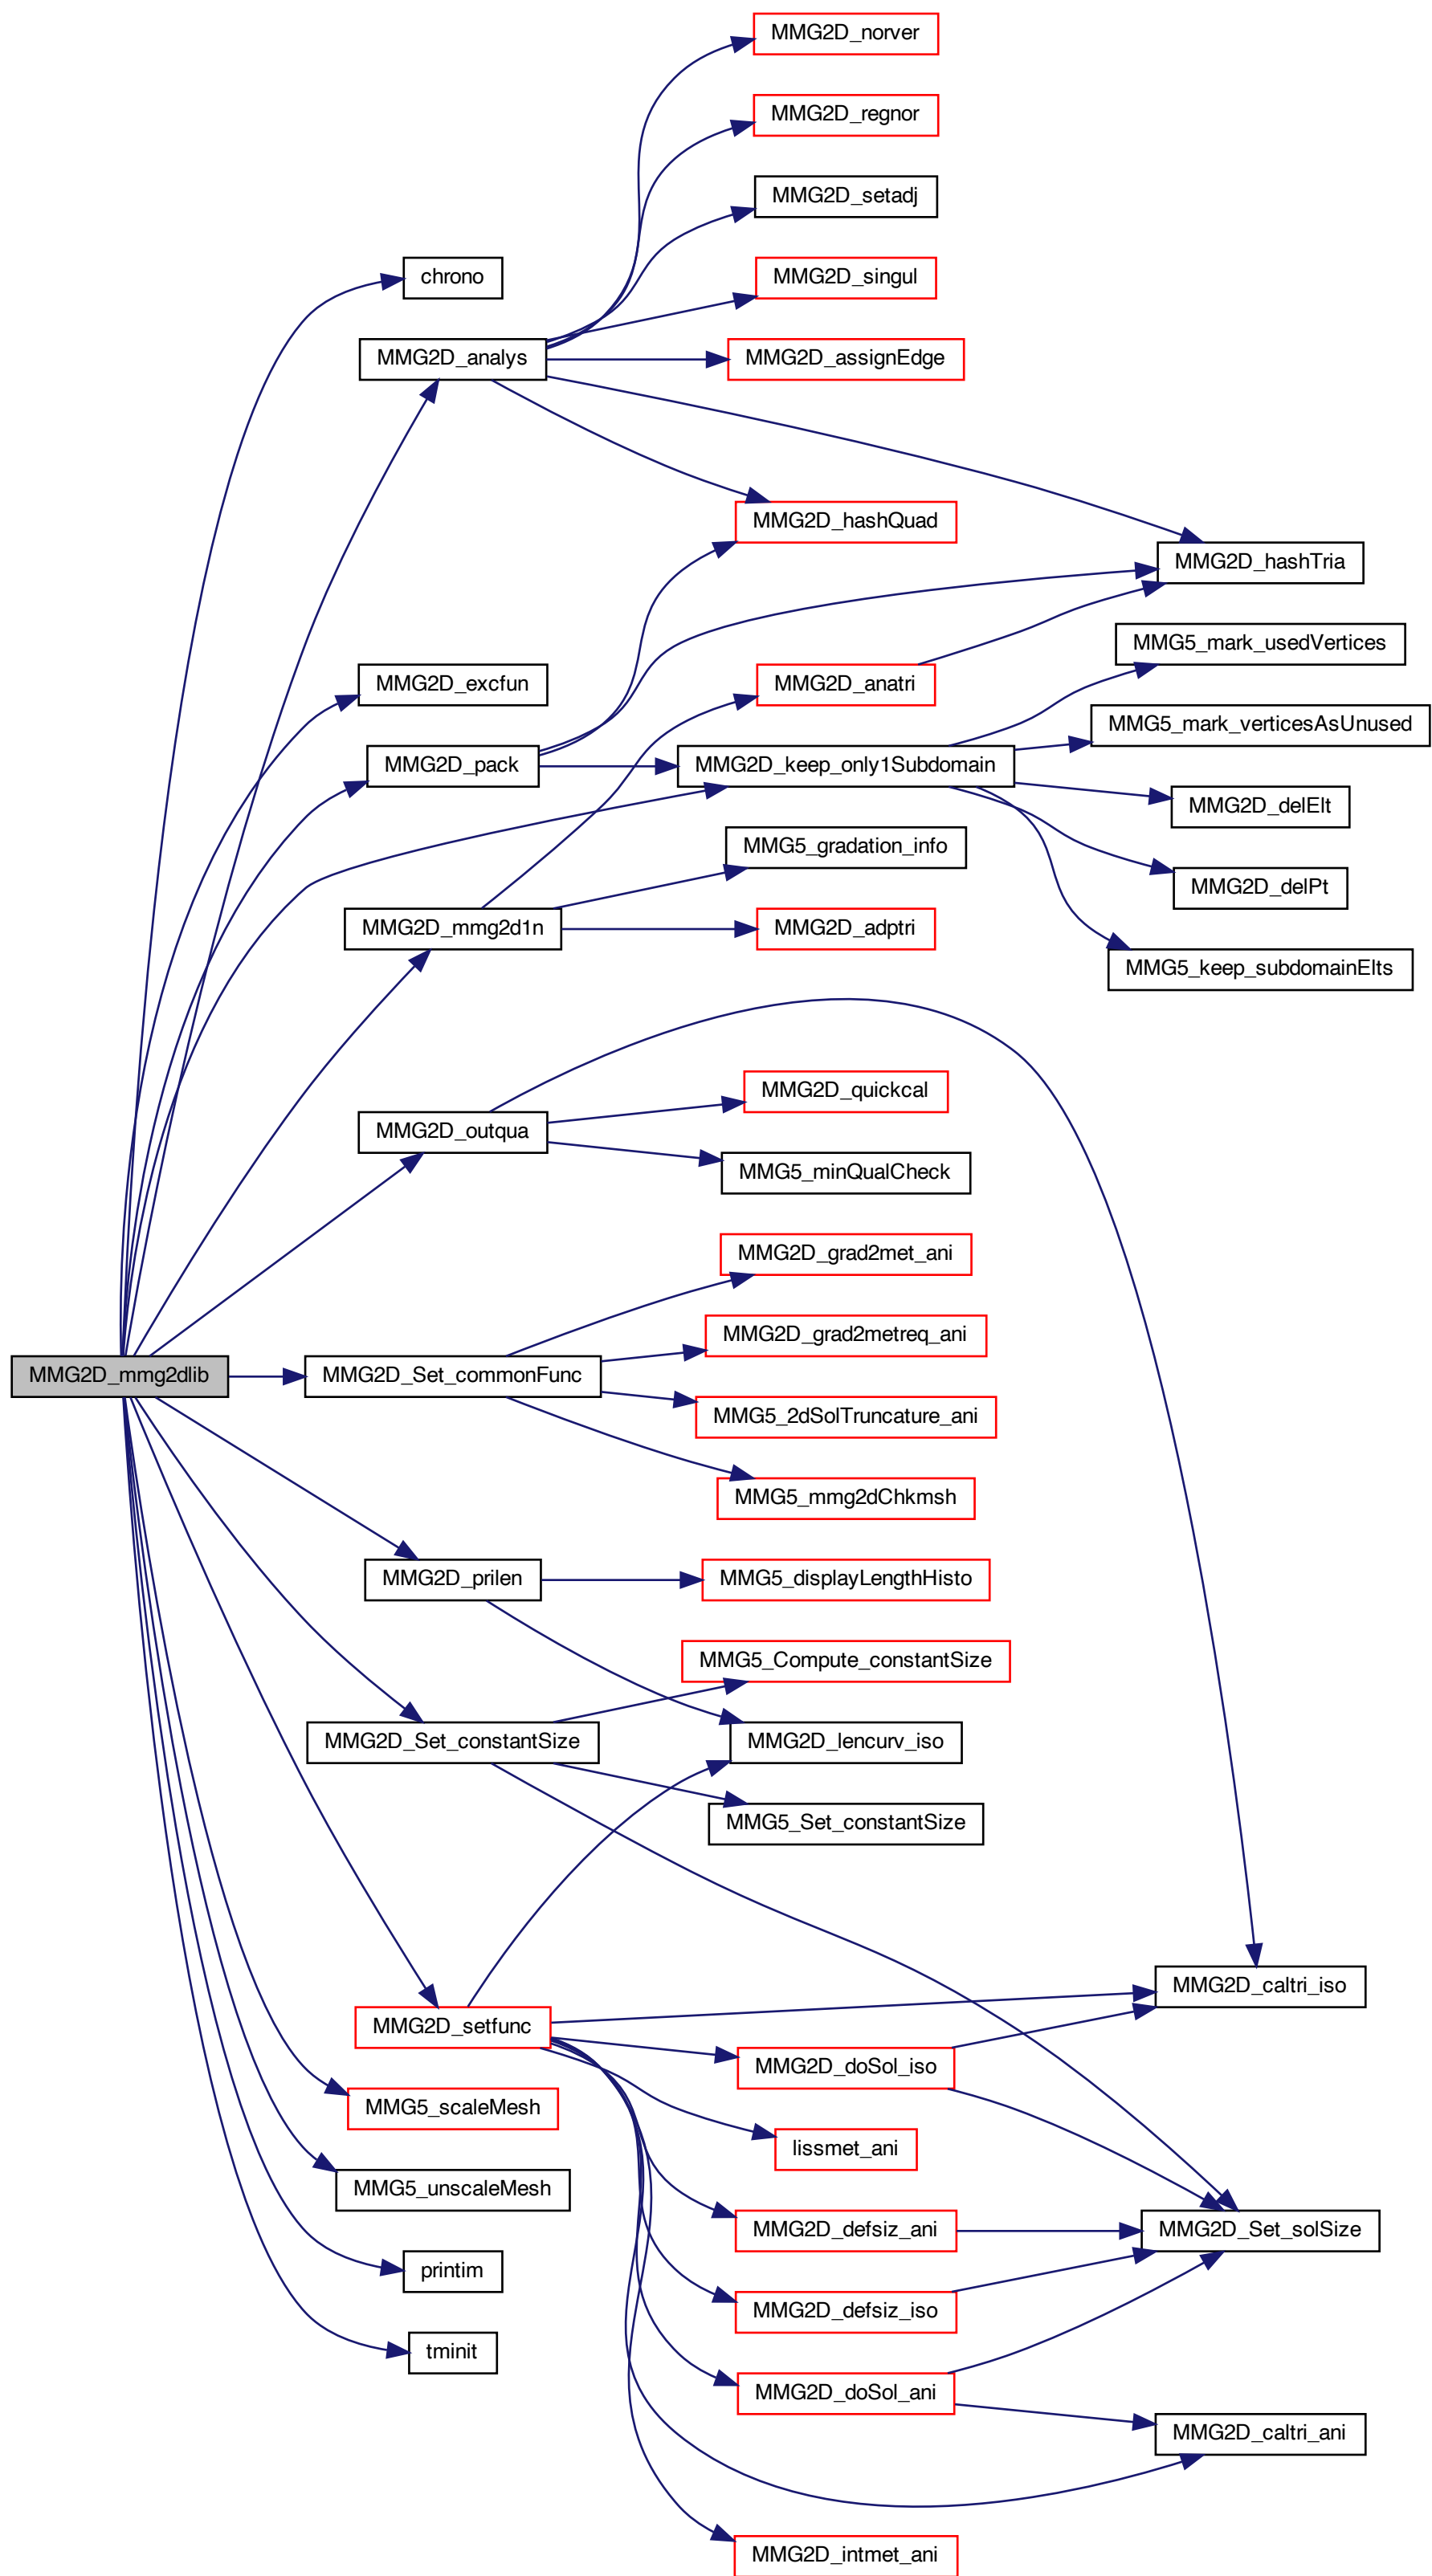 MMG2D_norver
MMG2D_regnor
MMG2D_setadj
chrono
MMG2D_singul
MMG2D_analys
MMG2D_assignEdge
MMG2D_hashQuad
MMG2D_hashTria
MMG5_mark_usedVertices
MMG2D_excfun
MMG2D_anatri
MMG5_mark_verticesAsUnused
MMG2D_pack
MMG2D_keep_only1Subdomain
MMG2D_delElt
MMG5_gradation_info
MMG2D_delPt
MMG2D_mmg2d1n
MMG2D_adptri
MMG5_keep_subdomainElts
MMG2D_quickcal
MMG2D_outqua
MMG5_minQualCheck
MMG2D_grad2met_ani
MMG2D_grad2metreq_ani
MMG2D_mmg2dlib
MMG2D_Set_commonFunc
MMG5_2dSolTruncature_ani
MMG5_mmg2dChkmsh
MMG2D_prilen
MMG5_displayLengthHisto
MMG5_Compute_constantSize
MMG2D_Set_constantSize
MMG2D_lencurv_iso
MMG5_Set_constantSize
MMG2D_caltri_iso
MMG2D_setfunc
MMG2D_doSol_iso
MMG5_scaleMesh
lissmet_ani
MMG5_unscaleMesh
MMG2D_defsiz_ani
MMG2D_Set_solSize
printim
MMG2D_defsiz_iso
tminit
MMG2D_doSol_ani
MMG2D_caltri_ani
MMG2D_intmet_ani